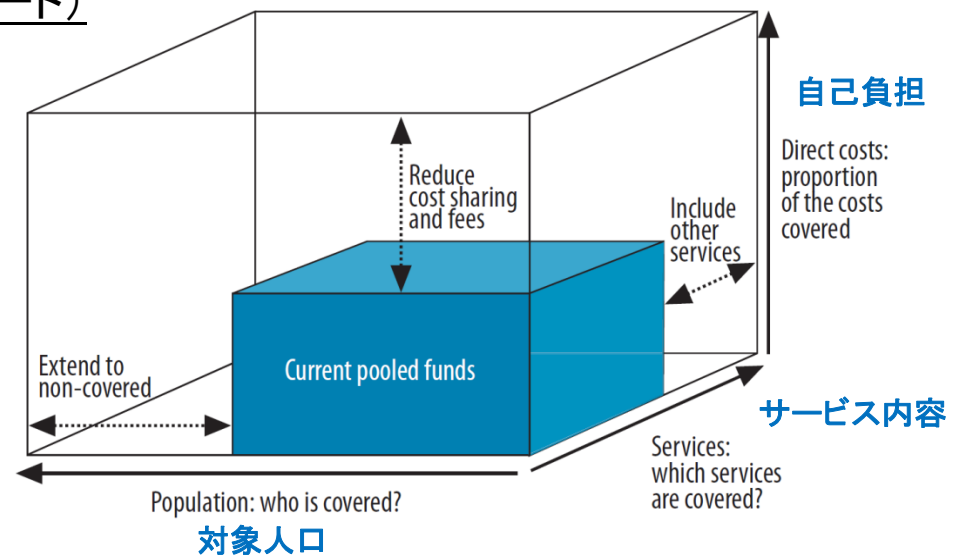 ート）
自己負担
Direct costs:
proportion
of the costs
covered
Reduce
cost sharing
and fees
Include
other
services
Extend to
non-covered
Current pooled funds
サービス内容
Services:
which services
are covered?
Population: who is covered?
対象人口